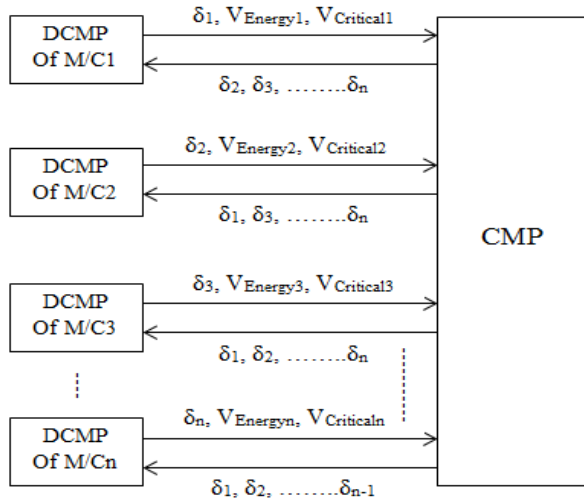 DCMP
Of M/C1
δ1, VEnergy1, VCritical1
δ2, δ3, ........δn
DCMP
Of M/C2
δ2, VEnergy2, VCritical2
δ1, δ3, ........δn
CMP
DCMP
Of M/C3
δ3, VEnergy3, VCritical3
δ1, δ2, ........δn
DCMP
Of M/Cn
δn, VEnergyn, VCriticaln
δ1, δ2, ........δn-1